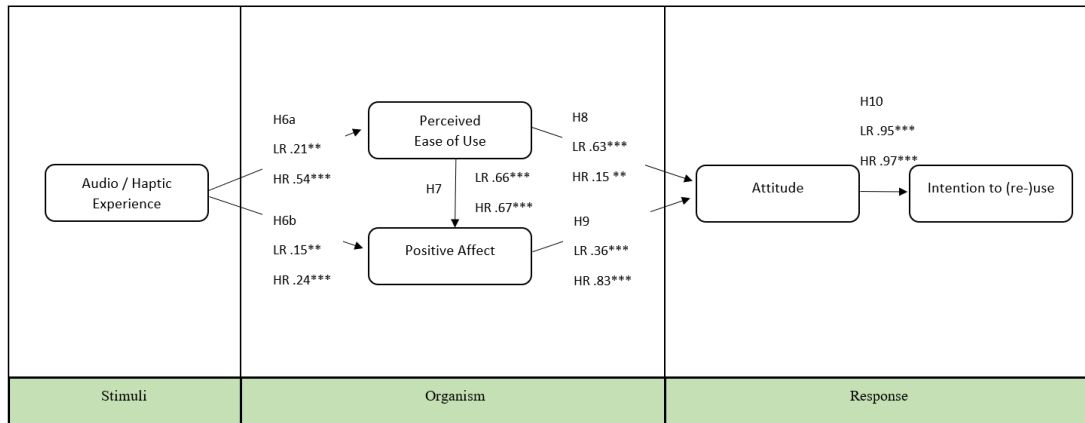 Audio / Haptic
Experience
H6a
LR .21**
HR .54***
H6b
LR .15**
HR .24***
Perceived
Ease of Use
H7
LR .66***
HR .67***
Positive Affect
H8
LR .63***
HR .15 **
H9
LR .36***
HR .83***
Attitude
H10
LR .95***
HR .97***
Intention to (re-)use
Stimuli
Organism
Response